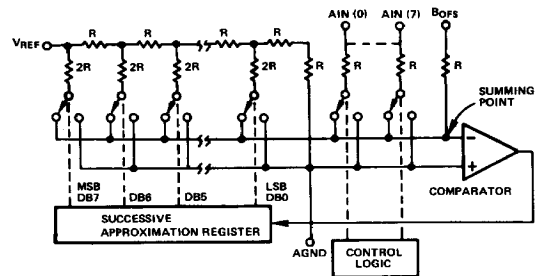 AIN (0) AIN (7) BOFS
VREF R R R R
2R 2R 2R 2R R R R R
SUMMING
POINT
−
+
COMPARATOR
MSB
DB7 DB6 DB5 LSB
DB0
SUCCESSIVE
APPROXIMATION REGISTER
AGND
CONTROL
LOGIC